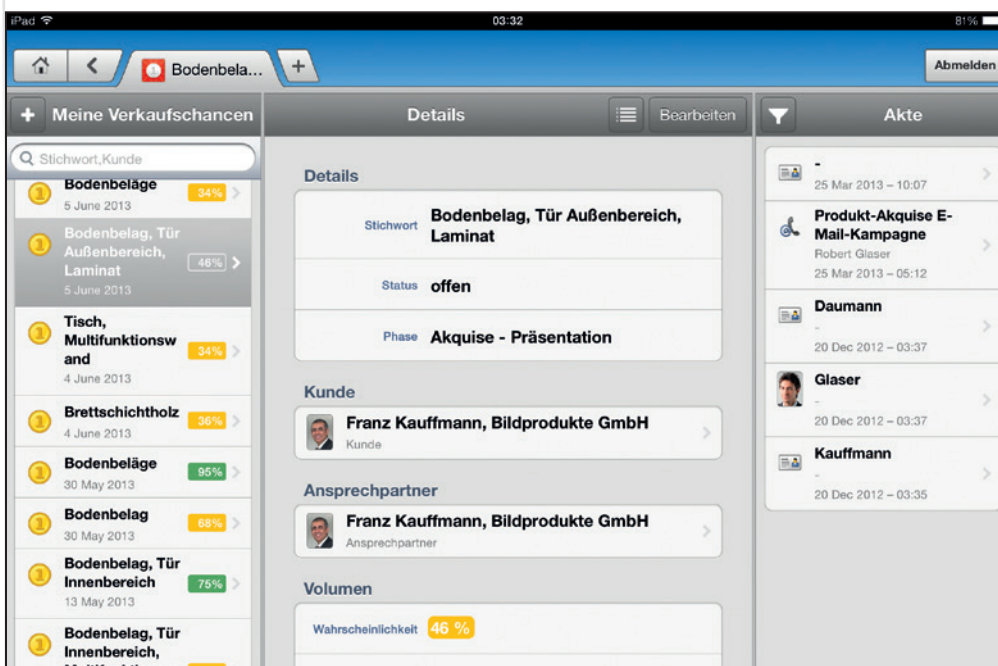 iPad 03:32 81%
Bodenbela... + Abmelden
+ Meine Verkaufschancen
Stichwort,Kunde
Bodenbeläge
34%
5 June 2013
Bodenbelag, Tür
Außenbereich,
Laminat
46%
5 June 2013
Tisch,
Multifunktionsw
and
34%
4 June 2013
Brettschichtholz
36%
4 June 2013
Bodenbeläge
95%
30 May 2013
Bodenbelag
68%
30 May 2013
Bodenbelag, Tür
Innenbereich
75%
13 May 2013
Bodenbelag, Tür
Innenbereich,
Details Bearbeiten
Details
Stichwort Bodenbelag, Tür Außenbereich,
Laminat
Status offen
Phase Akquise - Präsentation
Kunde
Franz Kauffmann, Bildprodukte GmbH
Kunde
Ansprechpartner
Franz Kauffmann, Bildprodukte GmbH
Ansprechpartner
Volumen
Wahrscheinlichkeit 46 %
Akte
-
25 Mar 2013 – 10:07
Produkt-Akquise E-
Mail-Kampagne
Robert Glaser
25 Mar 2013 – 05:12
Daumann
-
20 Dec 2012 – 03:37
Glaser
-
20 Dec 2012 – 03:37
Kauffmann
-
20 Dec 2012 – 03:35